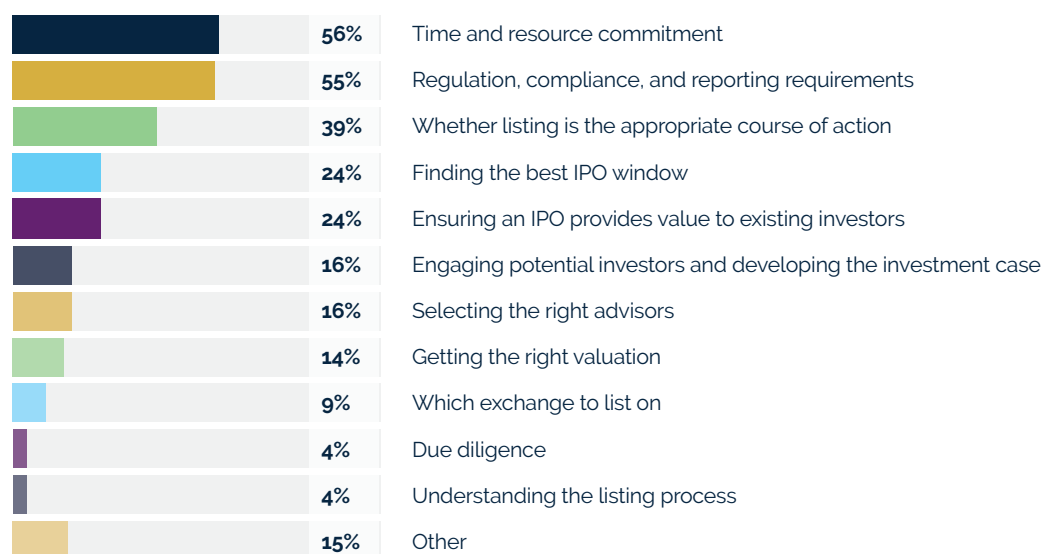 56% Time and resource commitment
55% Regulation, compliance, and reporting requirements
39% Whether listing is the appropriate course of action
24% Finding the best IPO window
24% Ensuring an IPO provides value to existing investors
16% Engaging potential investors and developing the investment case
16% Selecting the right advisors
14% Getting the right valuation
9% Which exchange to list on
4% Due diligence
4% Understanding the listing process
15% Other